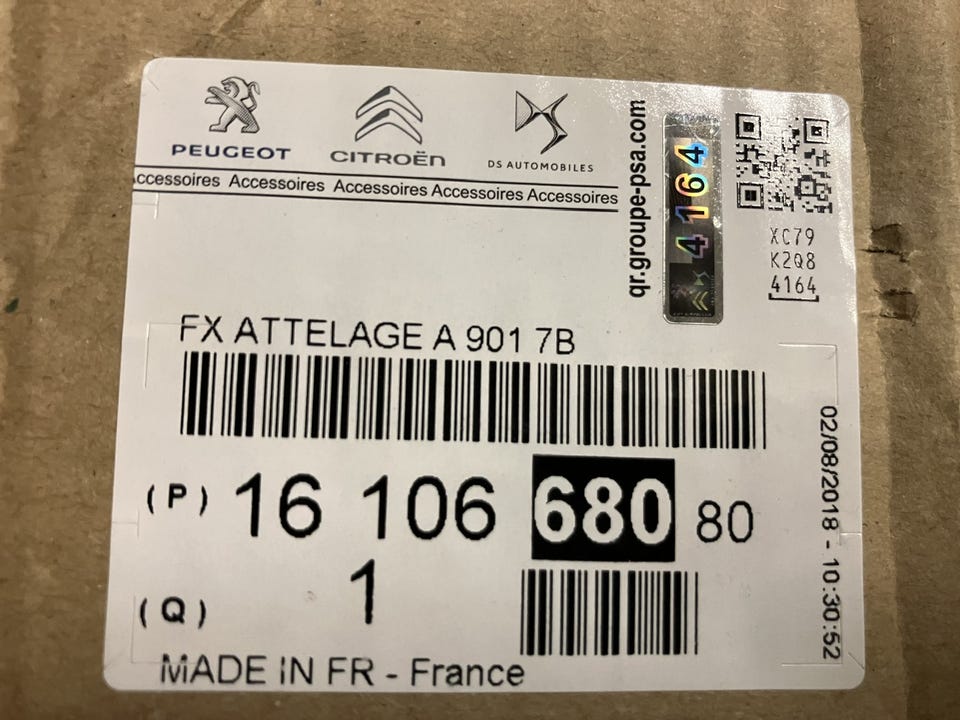 PEUGEOT
CITROËN
DS AUTOMOBILES
Accessoires Accessoires Accessoires Accessoires Accessoires
qr.groupe-psa.com
4164
XC79
K2Q8
4164
FX ATTELAGE A 901 7B
(P) 16 106 680 80
(Q) 1
02/08/2018 - 10:30:52
MADE IN FR - France